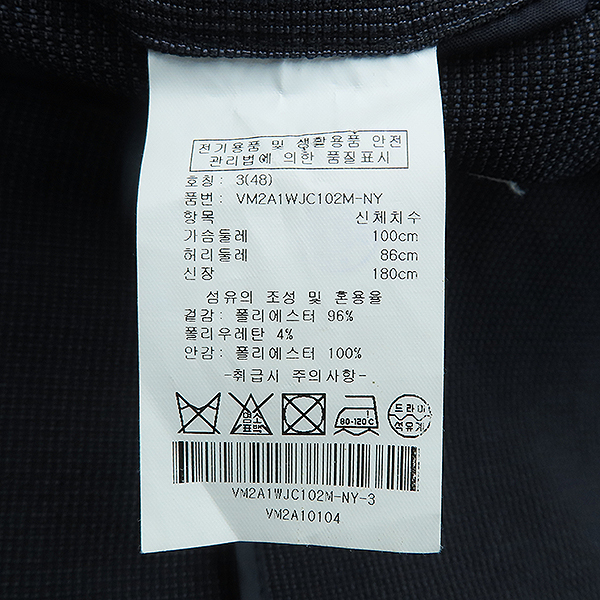 전기용품 및 생활용품 안전
관리법에 의한 품질표시
호칭: 3(48)
품번: VM2A1WJC102M-NY
항목 신체치수
가슴둘레 100cm
허리둘레 86cm
신장 180cm
섬유의 조성 및 혼용율
겉감: 폴리에스터 96%
폴리우레탄 4%
안감: 폴리에스터 100%
-취급시 주의사항-
염소
표백
80-120℃
드라이
석유계
VM2A1WJC102M-NY-3
VM2A10104